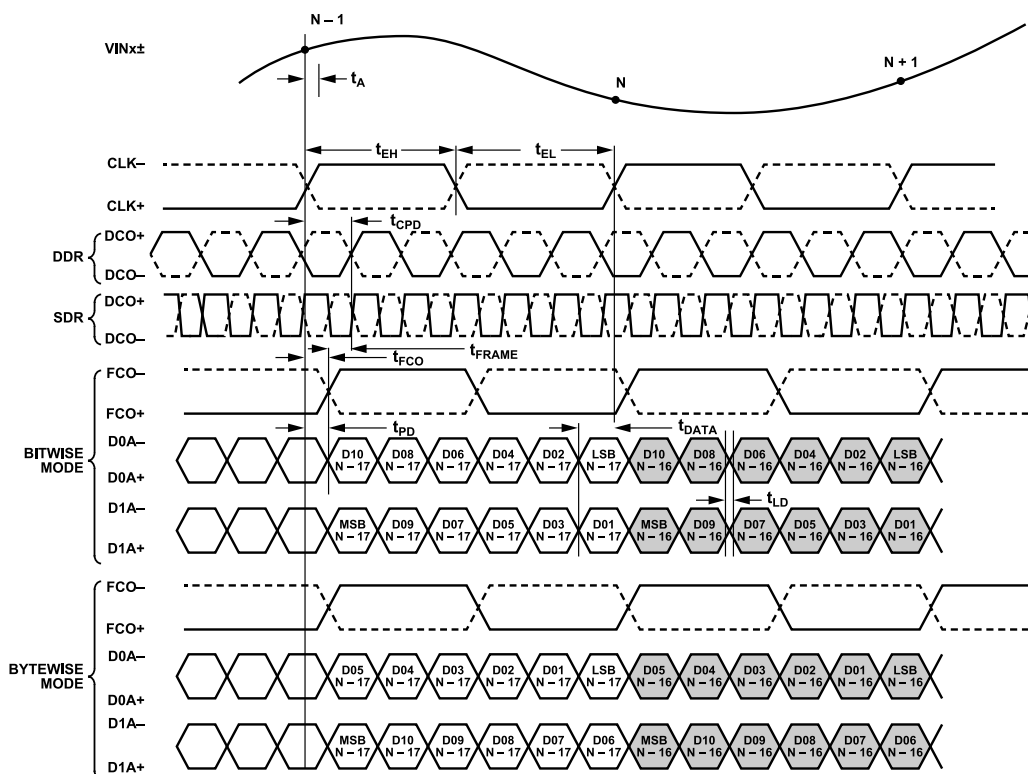 N – 1
VINx±
tA
N
N + 1
tEH
tEL
CLK–
CLK+
tCPD
DDR
DCO+
DCO–
SDR
DCO+
DCO–
tFCO
tFRAME
BITWISE MODE
FCO–
FCO+
tPD
tDATA
D0A–
D0A+
D10 N – 17
D08 N – 17
D06 N – 17
D04 N – 17
D02 N – 17
LSB N – 17
D10 N – 16
D08 N – 16
D06 N – 16
D04 N – 16
D02 N – 16
LSB N – 16
tLD
D1A–
D1A+
MSB N – 17
D09 N – 17
D07 N – 17
D05 N – 17
D03 N – 17
D01 N – 17
MSB N – 16
D09 N – 16
D07 N – 16
D05 N – 16
D03 N – 16
D01 N – 16
BYTEWISE MODE
FCO–
FCO+
D0A–
D0A+
D05 N – 17
D04 N – 17
D03 N – 17
D02 N – 17
D01 N – 17
LSB N – 17
D05 N – 16
D04 N – 16
D03 N – 16
D02 N – 16
D01 N – 16
LSB N – 16
D1A–
D1A+
MSB N – 17
D10 N – 17
D09 N – 17
D08 N – 17
D07 N – 17
D06 N – 17
MSB N – 16
D10 N – 16
D09 N – 16
D08 N – 16
D07 N – 16
D06 N – 16